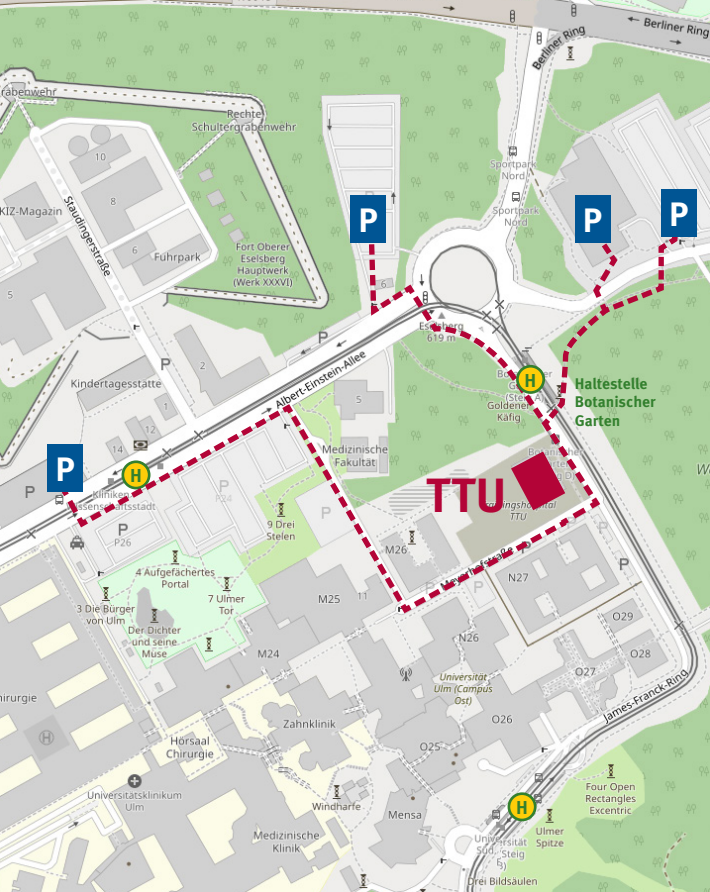 Berliner Ring
Berliner Ring
Rechte
Schultergrabenwehr
10
8
KIZ-Magazin
Staudingerstraße
6
Fuhrpark
5
Sportpark
Nord
Sportpark
Nord
P
P
P
Fort Oberer
Eselsberg
Hauptwerk
(Werk XXXVI)
6
Eselsberg
619 m
P
P
2
Kindertagesstätte
Albert-Einstein-Allee
5
H
Haltestelle
Botanischer
Garten
Goldener
Käfig
1
12
14
P
P
H
Medizinische
Fakultät
P24
P
TTU
TTU
9 Drei
Stelen
P
P26
M26
Meyerhofstraße
N27
P
4 Aufgefächertes
Portal
7 Ulmer
Tor
3 Die Bürger
von Ulm
Der Dichter
und seine
Muse
M25
11
O29
O28
O27
N26
M24
Universität
Ulm (Campus
Ost)
James-Franck-Ring
O26
O25
Zahnklinik
Hörsaal
Chirurgie
H
Universitätsklinikum
Ulm
Windharfe
Mensa
Medizinische
Klinik
Four Open
Rectangles
Excentric
H
Ulmer
Spitze
Drei Bildsäulen